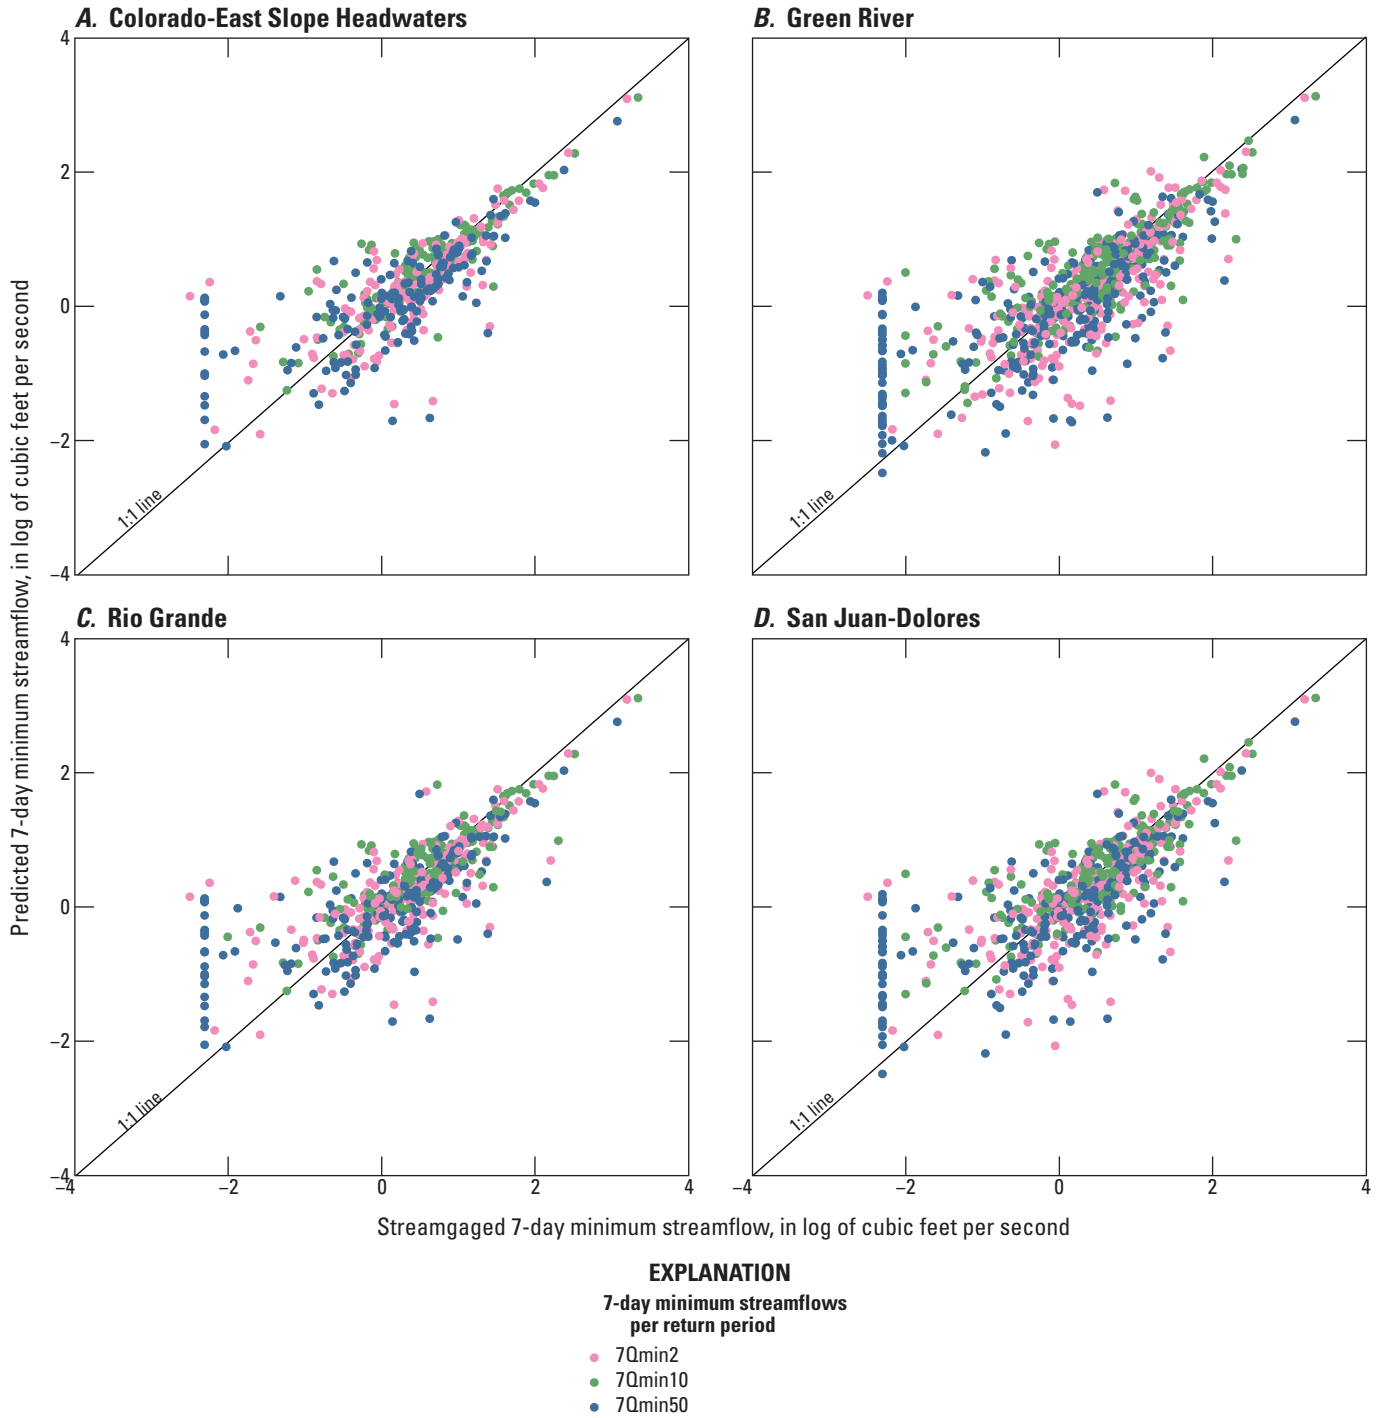 A. Colorado-East Slope Headwaters
B. Green River
4
2
0
−2
−4
1:1 line
1:1 line
C. Rio Grande
D. San Juan-Dolores
4
2
0
−2
−4
1:1 line
1:1 line
−4
−2
0
2
4
−4
−2
0
2
4
Predicted 7-day minimum streamflow, in log of cubic feet per second
Streamgaged 7-day minimum streamflow, in log of cubic feet per second
EXPLANATION
7-day minimum streamflows
per return period
7Qmin2
7Qmin10
7Qmin50